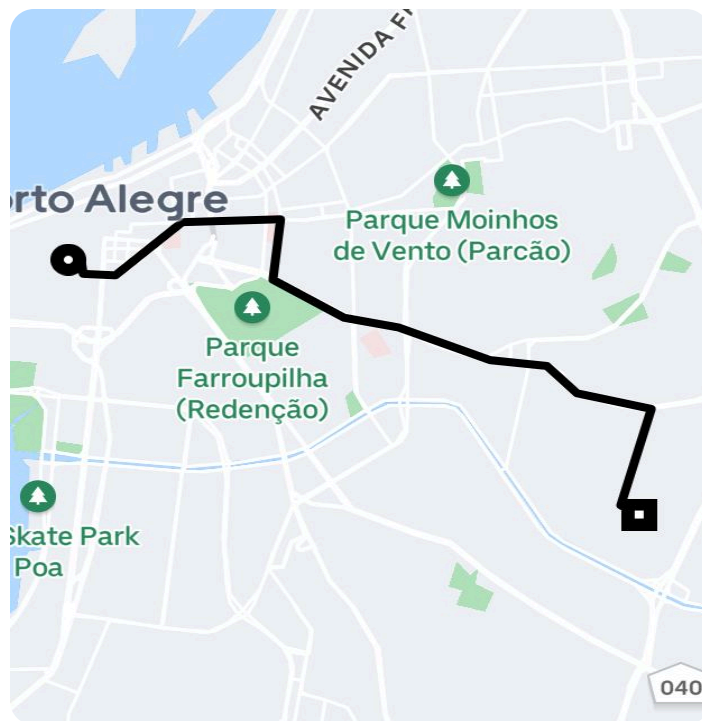 AVENIDA F
rto Alegre
Parque Moinhos
de Vento (Parcão)
Parque
Farroupilha
(Redenção)
Skate Park
Poa
040